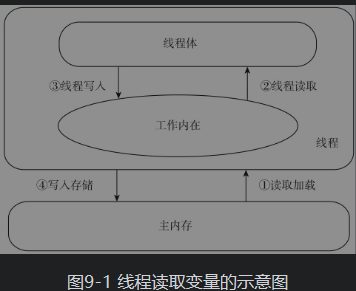 线程体
③线程写入
②线程读取
工作内在
线程
④写入存储
①读取加载
主内存
图9-1 线程读取变量的示意图